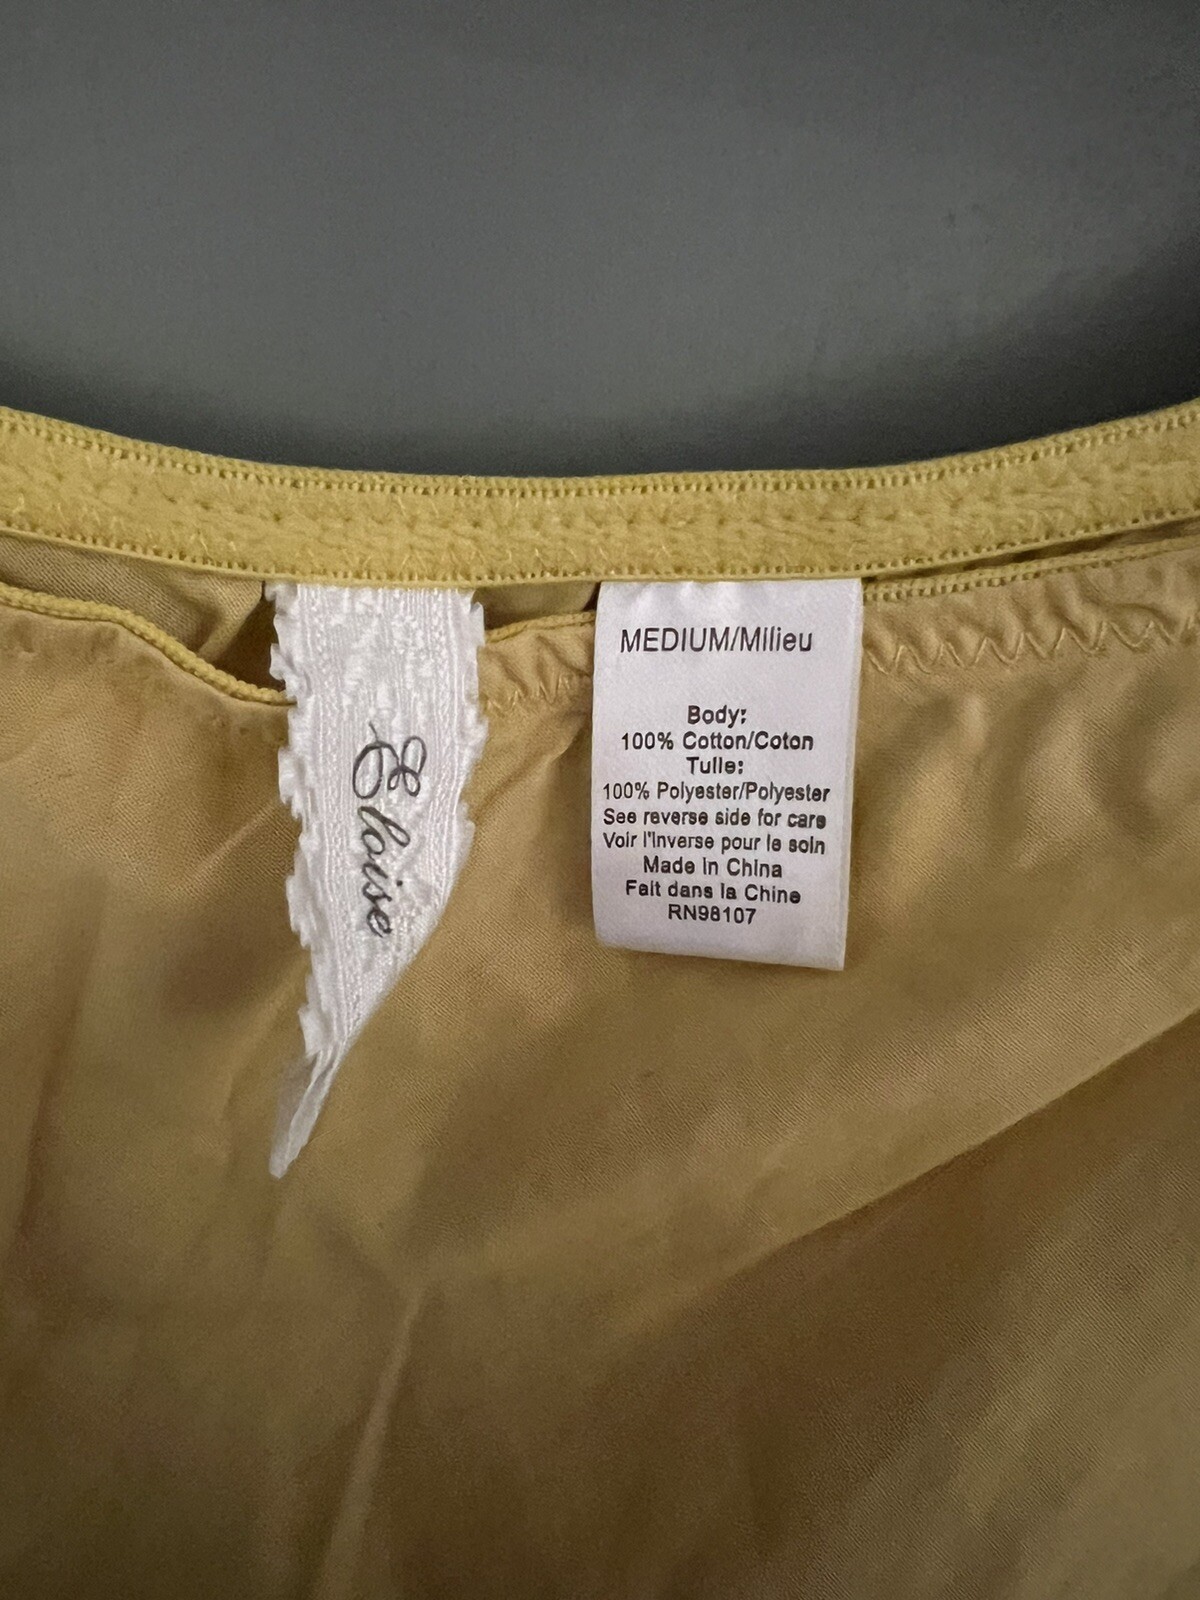 Eloise
MEDIUM/Milieu
Body:
100% Cotton/Coton
Tulle:
100% Polyester/Polyester
See reverse side for care
Voir l'inverse pour le soin
Made in China
Fait dans la Chine
RN98107